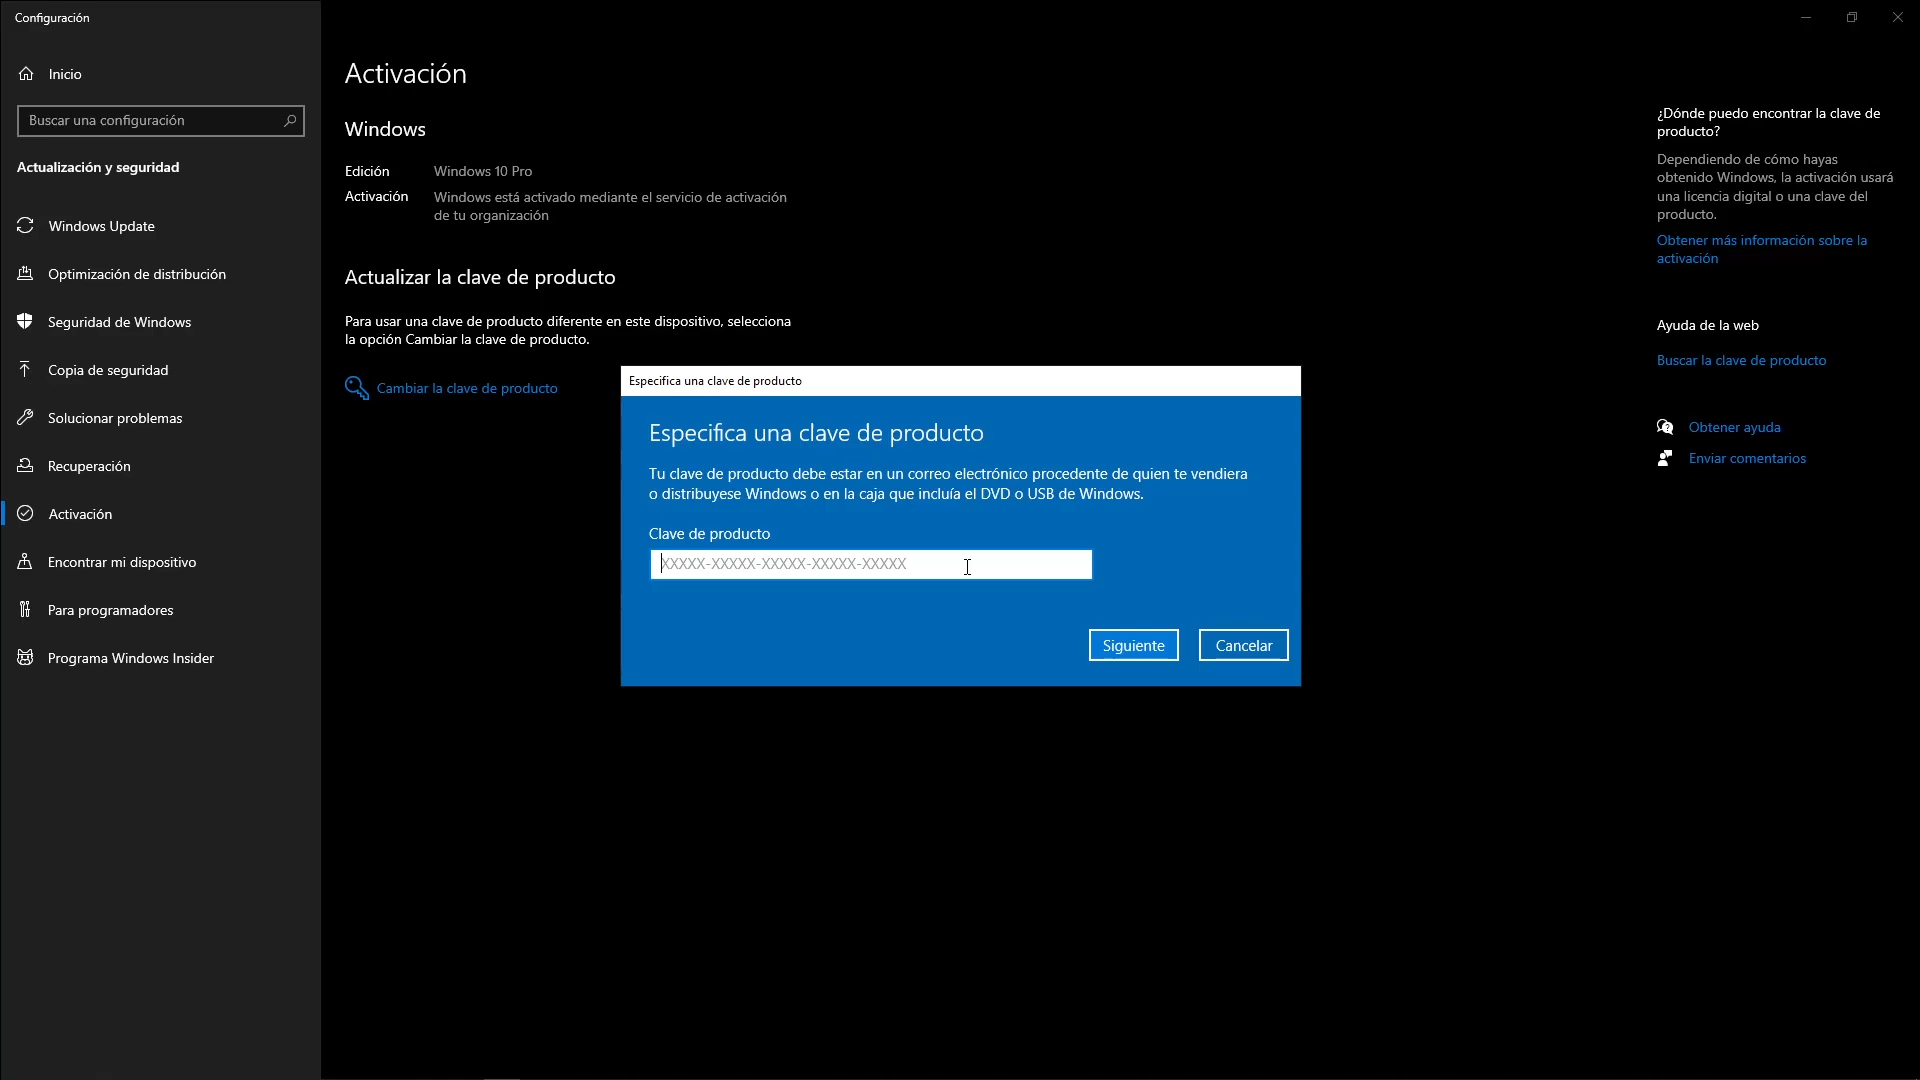 Configuración
Inicio
Buscar una configuración
Actualización y seguridad
Windows Update
Optimización de distribución
Seguridad de Windows
Copia de seguridad
Solucionar problemas
Recuperación
Activación
Encontrar mi dispositivo
Para programadores
Programa Windows Insider
Activación
Windows
Edición Windows 10 Pro
Activación Windows está activado mediante el servicio de activación
de tu organización
Actualizar la clave de producto
Para usar una clave de producto diferente en este dispositivo, selecciona
la opción Cambiar la clave de producto.
Cambiar la clave de producto
Especifica una clave de producto
Especifica una clave de producto
Tu clave de producto debe estar en un correo electrónico procedente de quien te vendiera
o distribuyese Windows o en la caja que incluía el DVD o USB de Windows.
Clave de producto
XXXXX-XXXXX-XXXXX-XXXXX-XXXXX
Siguiente Cancelar
¿Dónde puedo encontrar la clave de
producto?
Dependiendo de cómo hayas
obtenido Windows, la activación usará
una licencia digital o una clave del
producto.
Obtener más información sobre la
activación
Ayuda de la web
Buscar la clave de producto
Obtener ayuda
Enviar comentarios